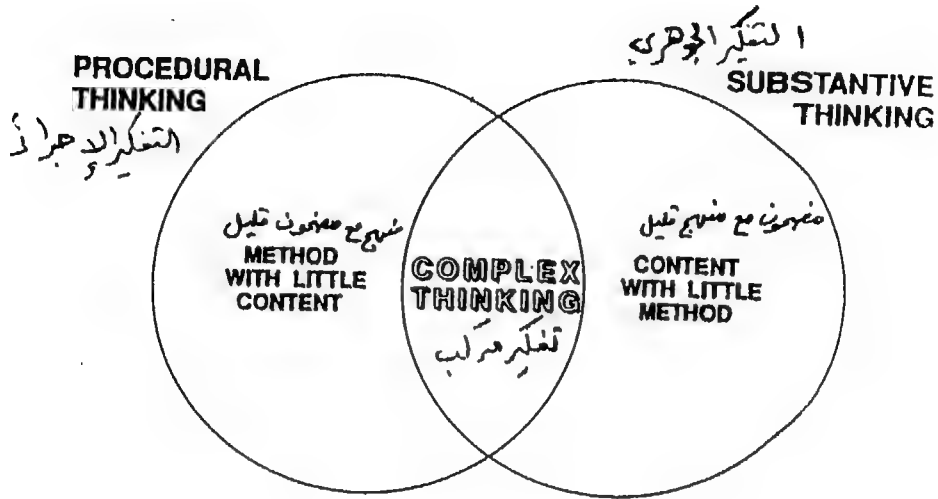 PROCEDURAL
THINKING
التفكير الإجرائي
التفكير الجوهري
SUBSTANTIVE
THINKING
منهج مع مضمون قليل
METHOD
WITH LITTLE
CONTENT
COMPLEX
THINKING
تفكير مركب
مضمون مع منهج قليل
CONTENT
WITH LITTLE
METHOD